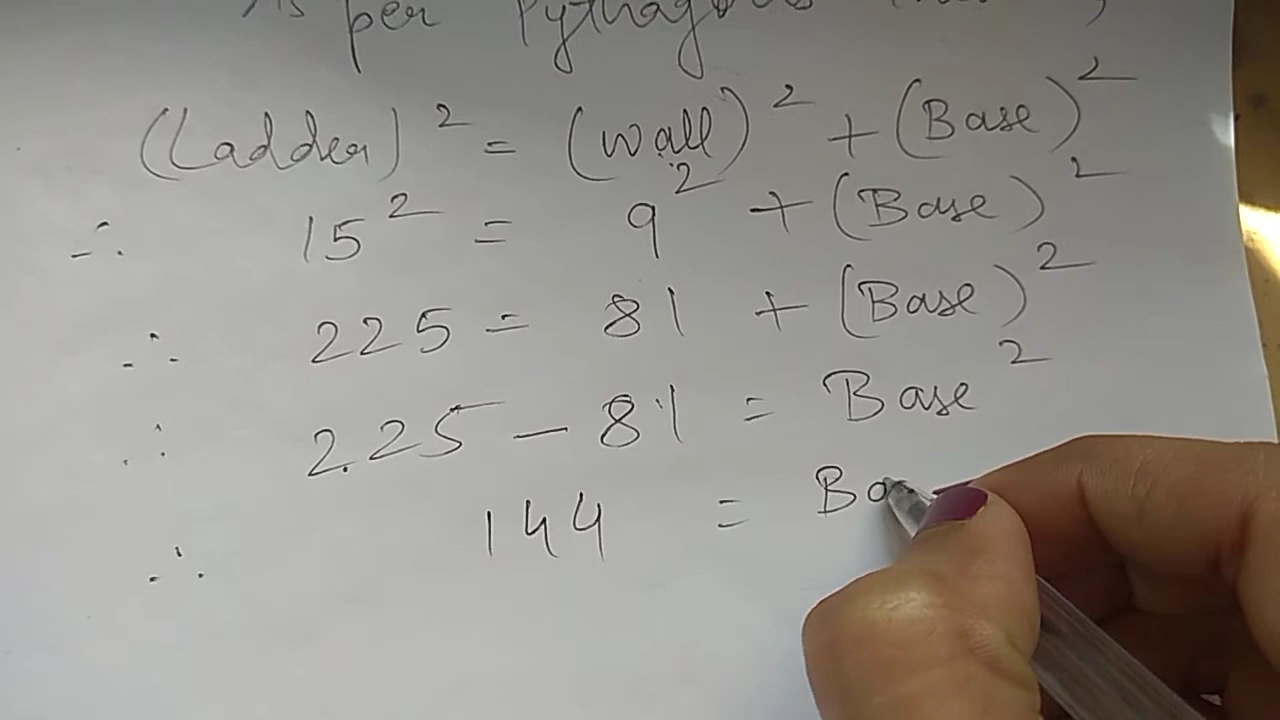 As per Pythagoras
(Ladder)² = (Wall)² + (Base)²
∴ 15² = 9² + (Base)²
∴ 225 = 81 + (Base)²
∴ 225 - 81 = Base²
∴ 144 = Ba